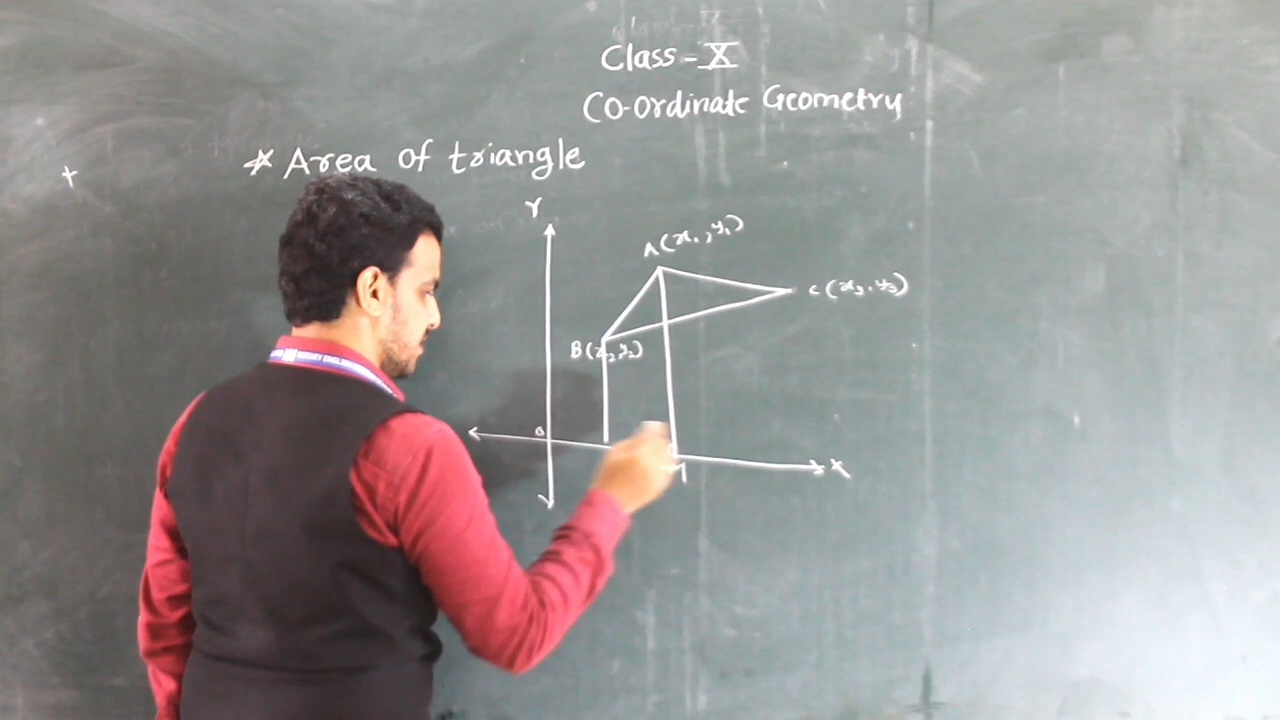 Class - X
Co-ordinate Geometry
* Area of triangle
Y
A (x₁, y₁)
C (x₃, y₃)
B (x₂, y₂)
O
X